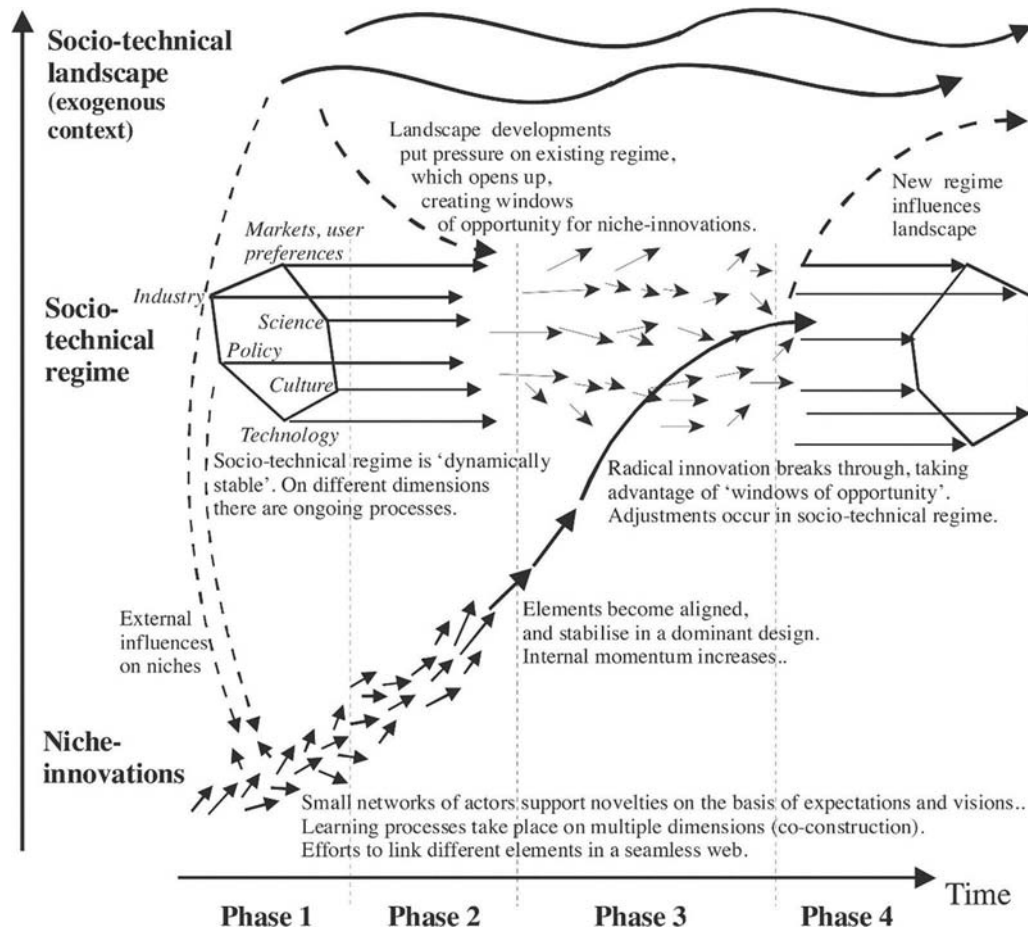 Socio-technical
landscape
(exogenous
context)
Landscape developments
put pressure on existing regime,
which opens up,
creating windows
of opportunity for niche-innovations.
New regime
influences
landscape
Markets, user
preferences
Industry
Science
Policy
Culture
Technology
Socio-
technical
regime
Socio-technical regime is ‘dynamically
stable’. On different dimensions
there are ongoing processes.
Radical innovation breaks through, taking
advantage of ‘windows of opportunity’.
Adjustments occur in socio-technical regime.
External
influences
on niches
Elements become aligned,
and stabilise in a dominant design.
Internal momentum increases..
Niche-
innovations
Small networks of actors support novelties on the basis of expectations and visions..
Learning processes take place on multiple dimensions (co-construction).
Efforts to link different elements in a seamless web.
Time
Phase 1
Phase 2
Phase 3
Phase 4